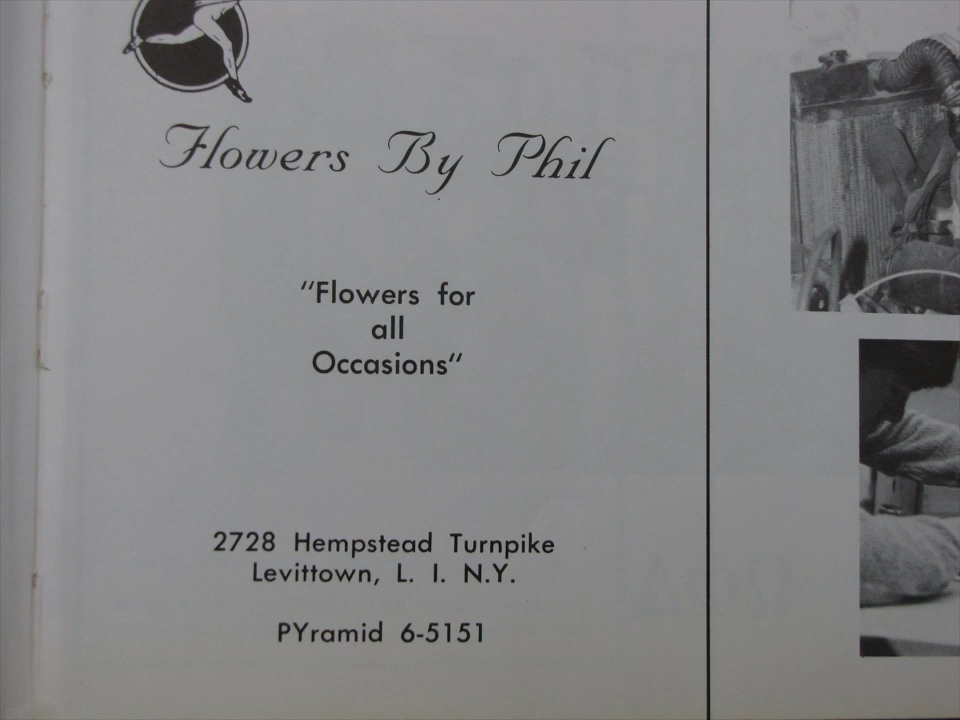 Flowers By Phil
"Flowers for
all
Occasions"
2728 Hempstead Turnpike
Levittown, L. I. N.Y.
PYramid 6-5151